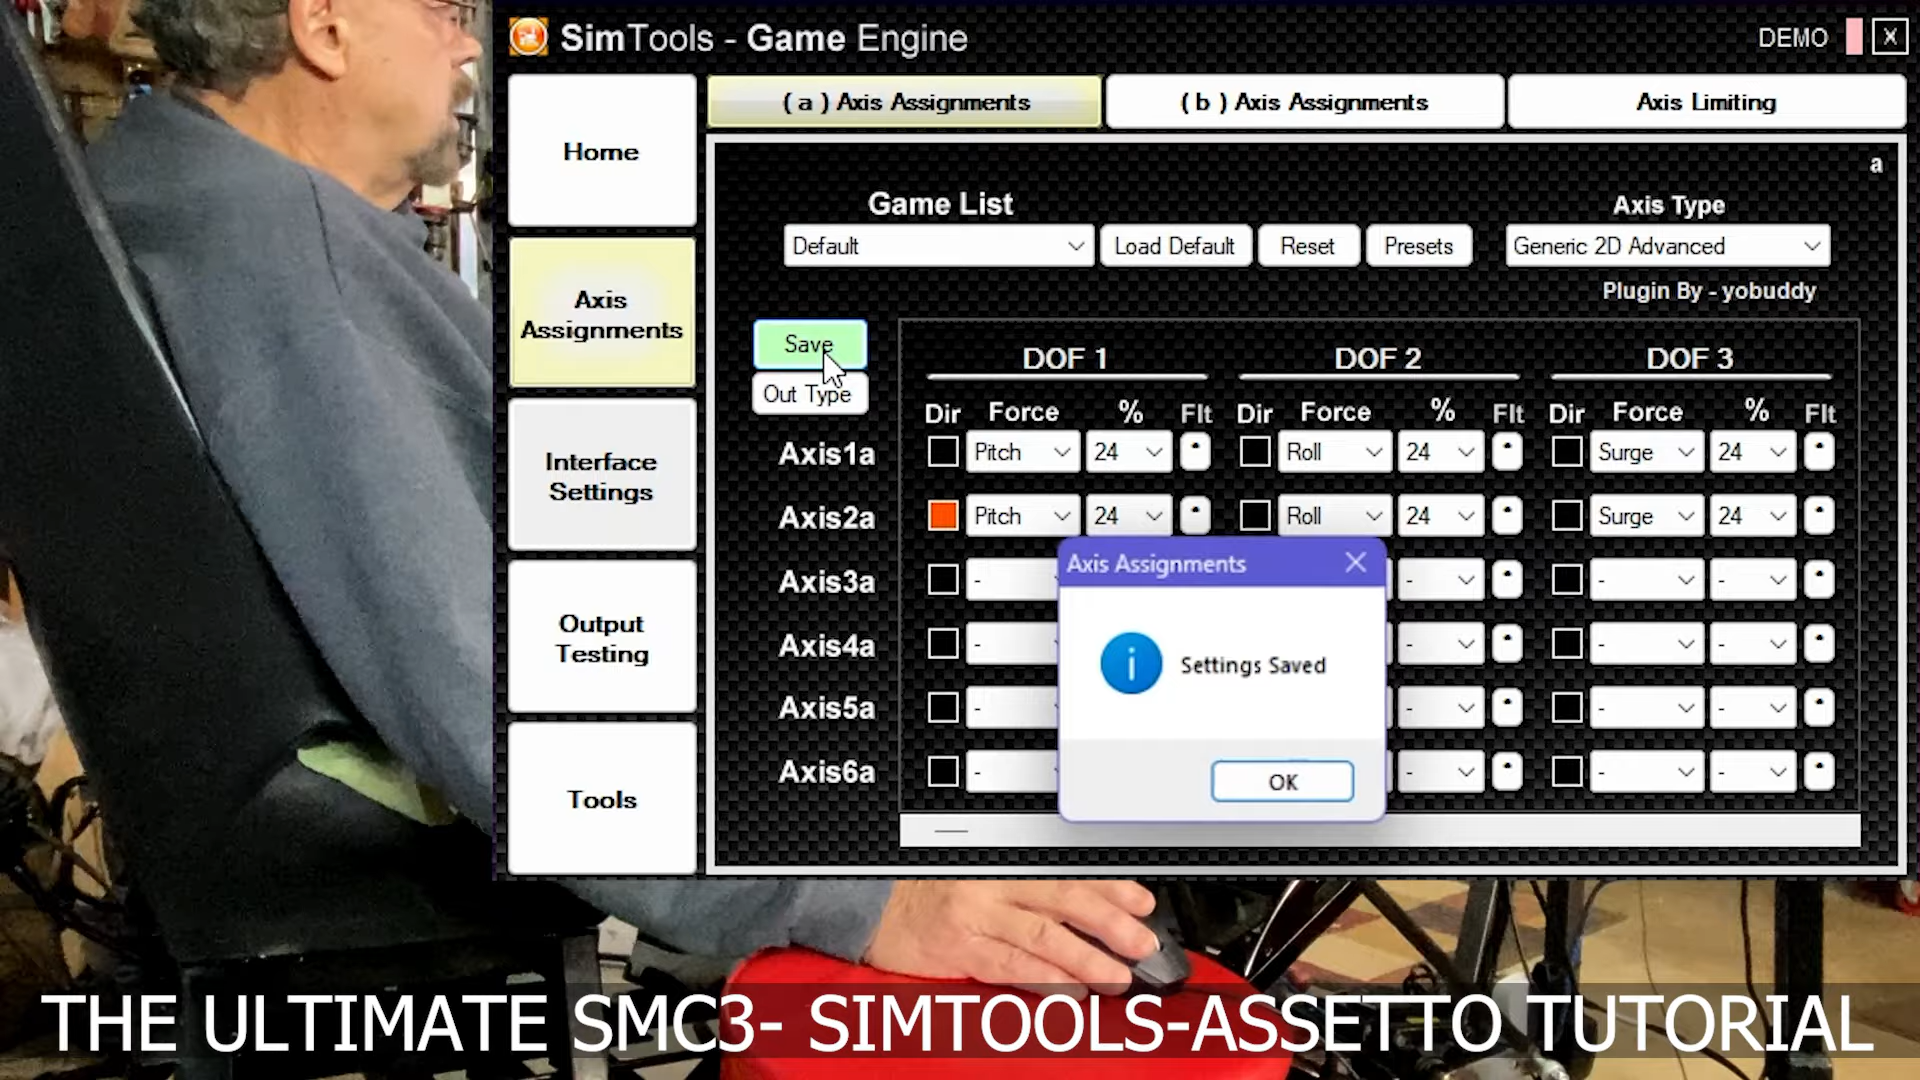 SimTools - Game Engine
DEMO
X
Home
Axis
Assignments
Interface
Settings
Output
Testing
Tools
( a ) Axis Assignments
( b ) Axis Assignments
Axis Limiting
a
Game List
Axis Type
Default
Load Default
Reset
Presets
Generic 2D Advanced
Plugin By - yobuddy
Save
Out Type
DOF 1
DOF 2
DOF 3
Dir Force % Flt Dir Force % Flt Dir Force % Flt
Axis1a Pitch 24 Roll 24 Surge 24
Axis2a Pitch 24 Roll 24 Surge 24
Axis3a - - - -
Axis4a - - - -
Axis5a - - - -
Axis6a - - - -
Axis Assignments
Settings Saved
OK
THE ULTIMATE SMC3- SIMTOOLS-ASSETTO TUTORIAL